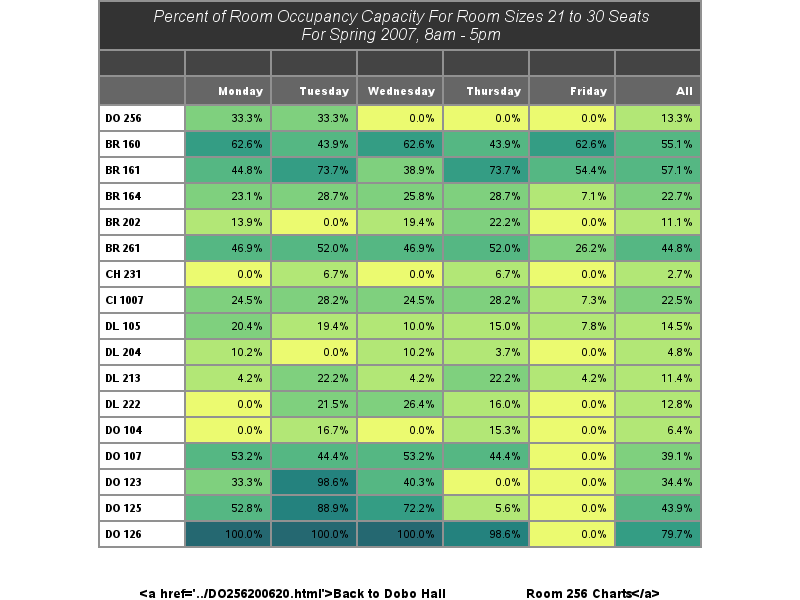 Percent of Room Occupancy Capacity For Room Sizes 21 to 30 Seats
For Spring 2007, 8am - 5pm
Monday Tuesday Wednesday Thursday Friday All
DO 256 33.3% 33.3% 0.0% 0.0% 0.0% 13.3%
BR 160 62.6% 43.9% 62.6% 43.9% 62.6% 55.1%
BR 161 44.8% 73.7% 38.9% 73.7% 54.4% 57.1%
BR 164 23.1% 28.7% 25.8% 28.7% 7.1% 22.7%
BR 202 13.9% 0.0% 19.4% 22.2% 0.0% 11.1%
BR 261 46.9% 52.0% 46.9% 52.0% 26.2% 44.8%
CH 231 0.0% 6.7% 0.0% 6.7% 0.0% 2.7%
CI 1007 24.5% 28.2% 24.5% 28.2% 7.3% 22.5%
DL 105 20.4% 19.4% 10.0% 15.0% 7.8% 14.5%
DL 204 10.2% 0.0% 10.2% 3.7% 0.0% 4.8%
DL 213 4.2% 22.2% 4.2% 22.2% 4.2% 11.4%
DL 222 0.0% 21.5% 26.4% 16.0% 0.0% 12.8%
DO 104 0.0% 16.7% 0.0% 15.3% 0.0% 6.4%
DO 107 53.2% 44.4% 53.2% 44.4% 0.0% 39.1%
DO 123 33.3% 98.6% 40.3% 0.0% 0.0% 34.4%
DO 125 52.8% 88.9% 72.2% 5.6% 0.0% 43.9%
DO 126 100.0% 100.0% 100.0% 98.6% 0.0% 79.7%
<a href='../DO256200620.html'>Back to Dobo Hall Room 256 Charts</a>